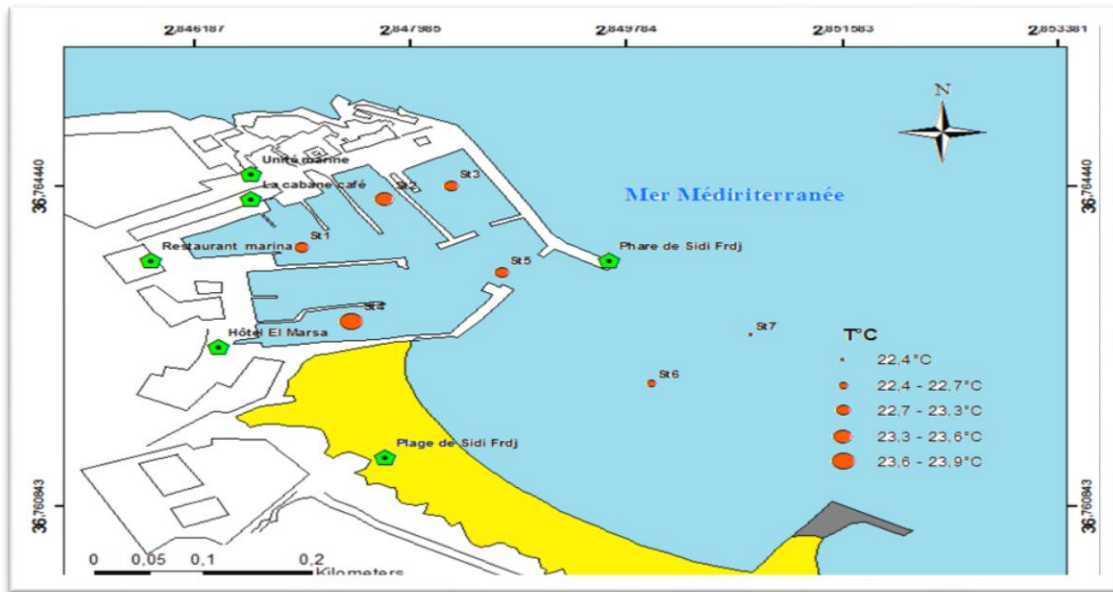 2,846187 2,847985 2,849784 2,851583 2,853381
N
Unité marine
36,764440 36,764440
La cabane café
St2
St3
Mer Méditerranée
St1
Restaurant marina
Phare de Sidi Frdj
St5
St4
Hôtel El Marsa
St7
T°C
22,4°C
St6
22,4 - 22,7°C
22,7 - 23,3°C
23,3 - 23,6°C
Plage de Sidi Frdj
23,6 - 23,9°C
36,760843 36,760843
0 0,05 0,1 0,2
Kilometers